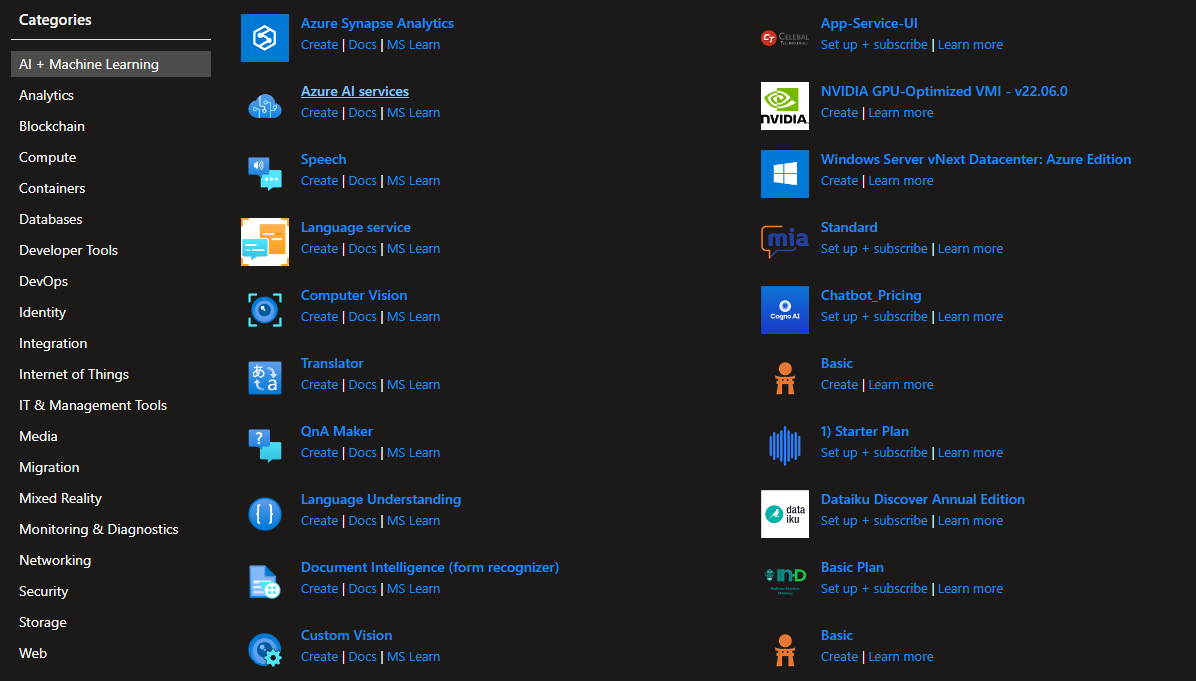 Categories
AI + Machine Learning
Analytics
Blockchain
Compute
Containers
Databases
Developer Tools
DevOps
Identity
Integration
Internet of Things
IT & Management Tools
Media
Migration
Mixed Reality
Monitoring & Diagnostics
Networking
Security
Storage
Web
Azure Synapse Analytics
Create | Docs | MS Learn
Azure AI services
Create | Docs | MS Learn
Speech
Create | Docs | MS Learn
Language service
Create | Docs | MS Learn
Computer Vision
Create | Docs | MS Learn
あ
a
Translator
Create | Docs | MS Learn
?
QnA Maker
Create | Docs | MS Learn
{ }
Language Understanding
Create | Docs | MS Learn
Document Intelligence (form recognizer)
Create | Docs | MS Learn
Custom Vision
Create | Docs | MS Learn
CT CELEBAL
App-Service-UI
Set up + subscribe | Learn more
NVIDIA
NVIDIA GPU-Optimized VMI - v22.06.0
Create | Learn more
Windows Server vNext Datacenter: Azure Edition
Create | Learn more
mia
Standard
Set up + subscribe | Learn more
Cogno AI
Chatbot_Pricing
Set up + subscribe | Learn more
Basic
Create | Learn more
1) Starter Plan
Set up + subscribe | Learn more
data
iku
Dataiku Discover Annual Edition
Set up + subscribe | Learn more
IN-D
Basic Plan
Set up + subscribe | Learn more
Basic
Create | Learn more